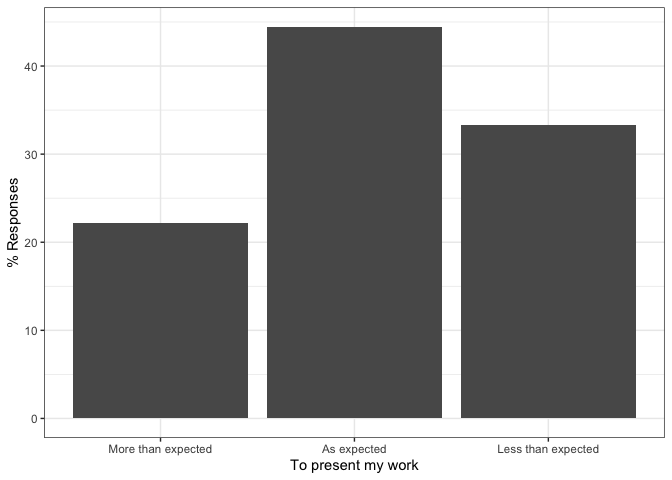 % Responses
40
30
20
10
0
More than expected
As expected
Less than expected
To present my work